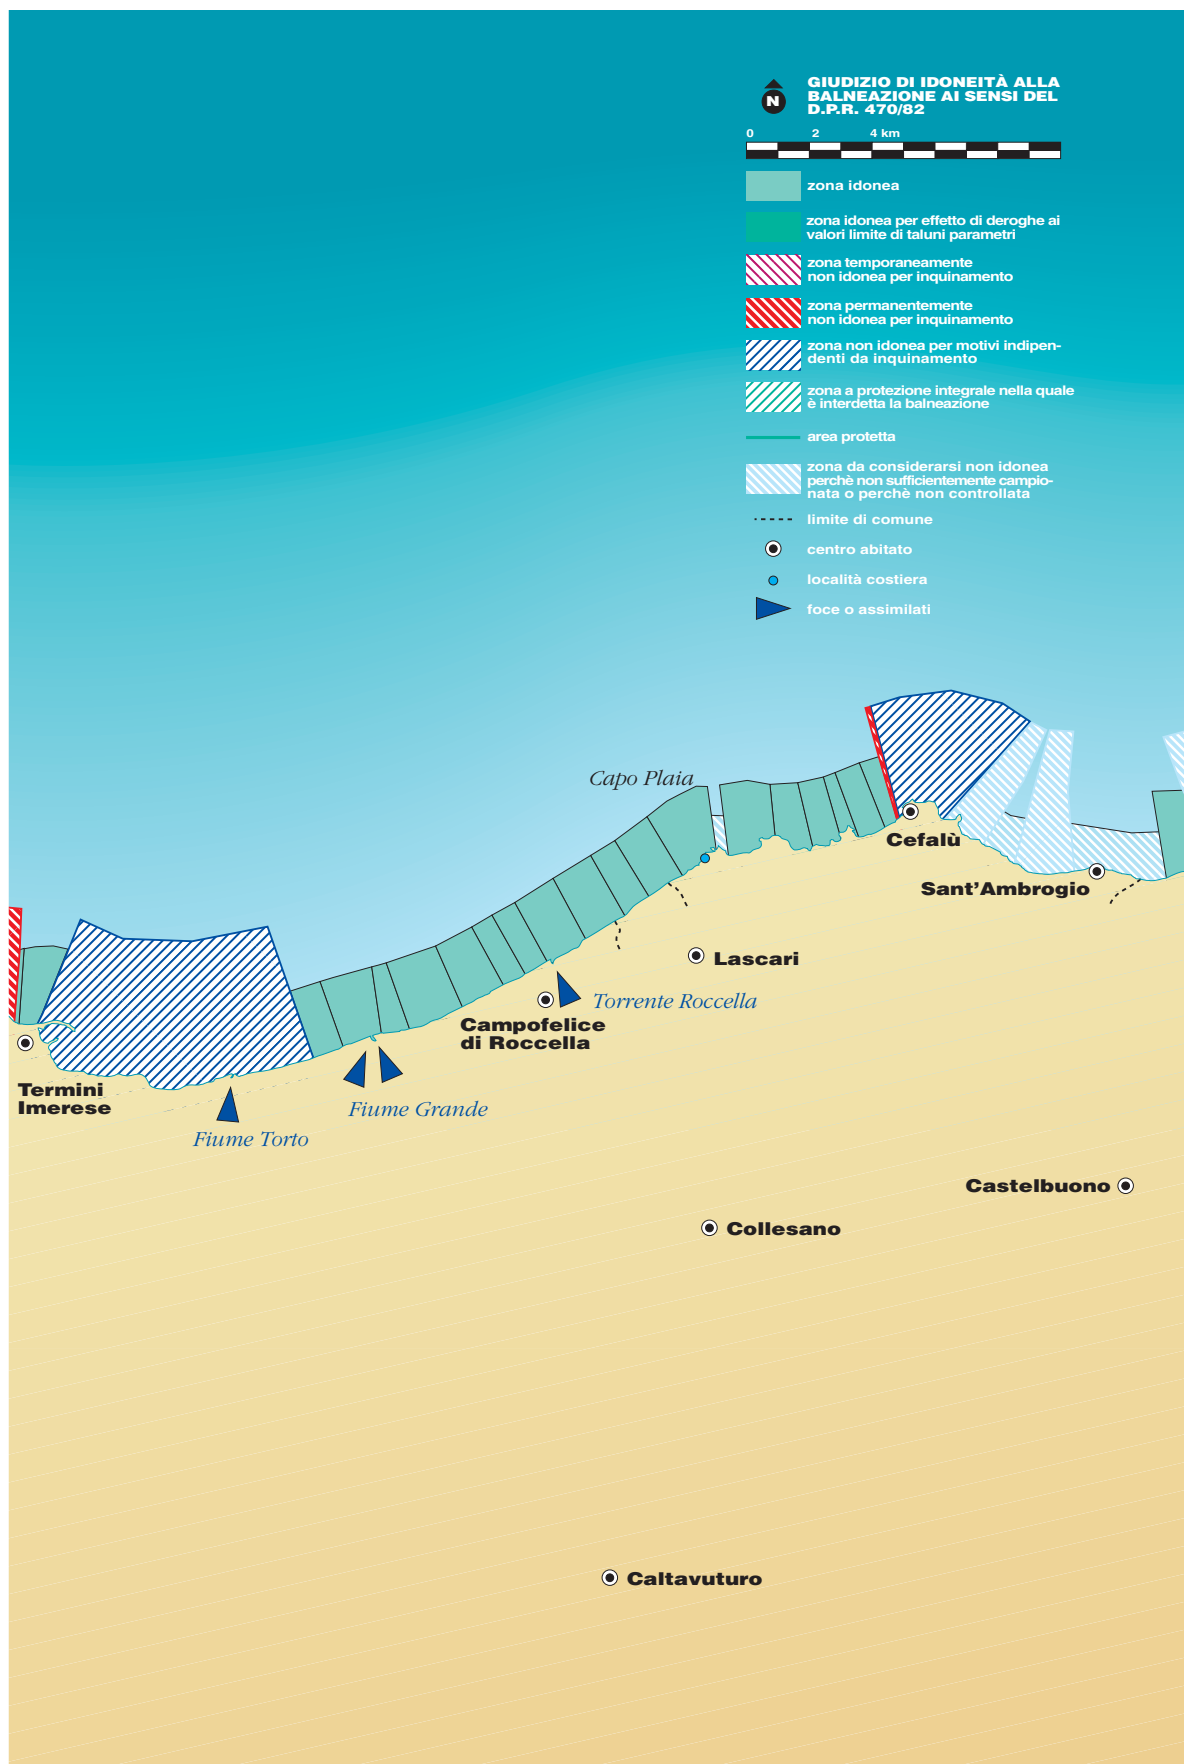 N
GIUDIZIO DI IDONEITÀ ALLA
BALNEAZIONE AI SENSI DEL
D.P.R. 470/82
0 2 4 km
zona idonea
zona idonea per effetto di deroghe ai
valori limite di taluni parametri
zona temporaneamente
non idonea per inquinamento
zona permanentemente
non idonea per inquinamento
zona non idonea per motivi indipen-
denti da inquinamento
zona a protezione integrale nella quale
è interdetta la balneazione
area protetta
zona da considerarsi non idonea
perchè non sufficientemente campio-
nata o perchè non controllata
limite di comune
centro abitato
località costiera
foce o assimilati
Capo Plaia
Cefalù
Sant'Ambrogio
Lascari
Torrente Roccella
Campofelice
di Roccella
Termini
Imerese
Fiume Grande
Fiume Torto
Castelbuono
Collesano
Caltavuturo